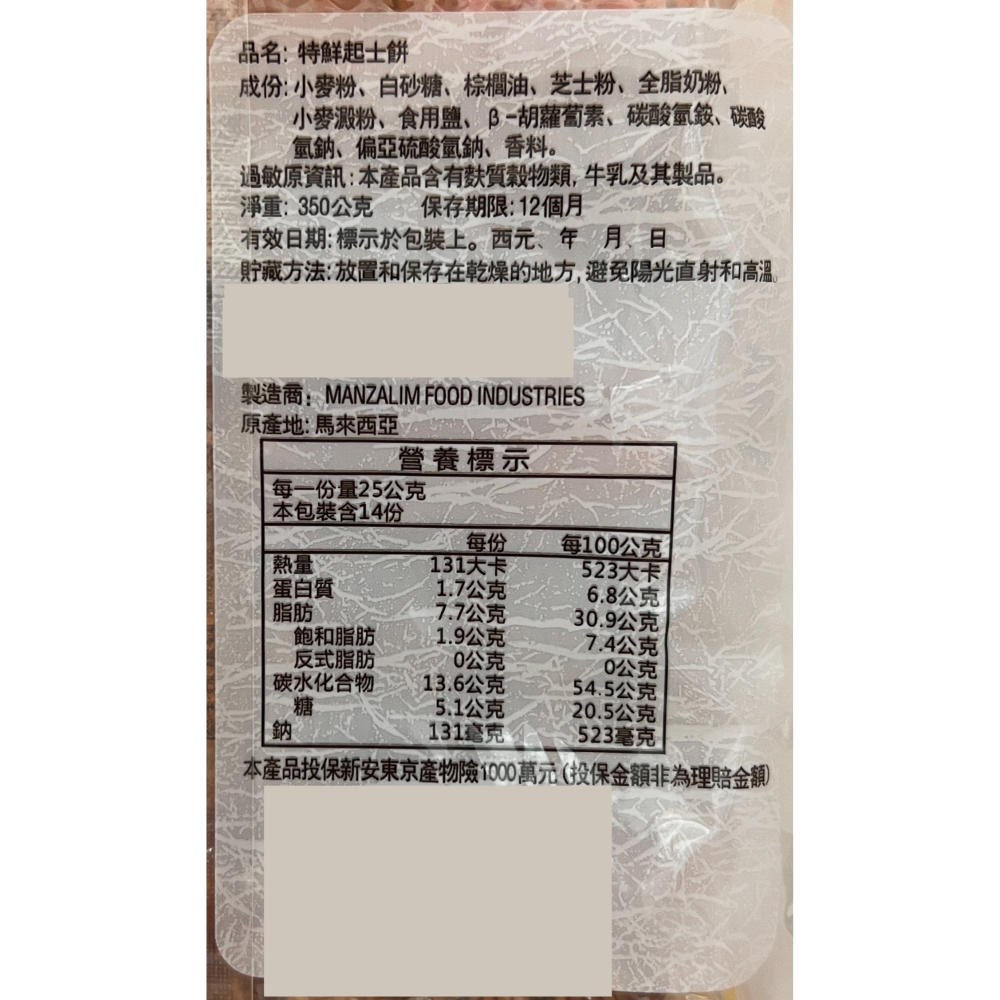 品名: 特鮮起士餅
成份: 小麥粉、白砂糖、棕櫚油、芝士粉、全脂奶粉、
小麥澱粉、食用鹽、β-胡蘿蔔素、碳酸氫銨、碳酸
氫鈉、偏亞硫酸氫鈉、香料。
過敏原資訊: 本產品含有麩質穀物類, 牛乳及其製品。
淨重: 350公克 保存期限: 12個月
有效日期: 標示於包裝上。西元、年 月、日
貯藏方法: 放置和保存在乾燥的地方, 避免陽光直射和高溫。
製造商: MANZALIM FOOD INDUSTRIES
原產地: 馬來西亞
營養標示
每一份量25公克
本包裝含14份
每份 每100公克
熱量 131大卡 523大卡
蛋白質 1.7公克 6.8公克
脂肪 7.7公克 30.9公克
飽和脂肪 1.9公克 7.4公克
反式脂肪 0公克 0公克
碳水化合物 13.6公克 54.5公克
糖 5.1公克 20.5公克
鈉 131毫克 523毫克
本產品投保新安東京產物險1000萬元 (投保金額非為理賠金額)